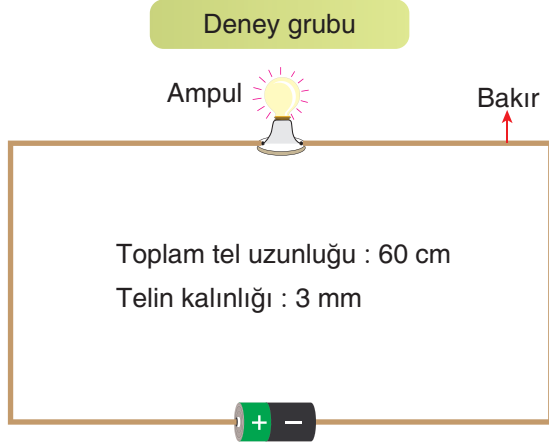 Deney grubu
Ampul
Bakır
Toplam tel uzunluğu : 60 cm
Telin kalınlığı : 3 mm
+ −